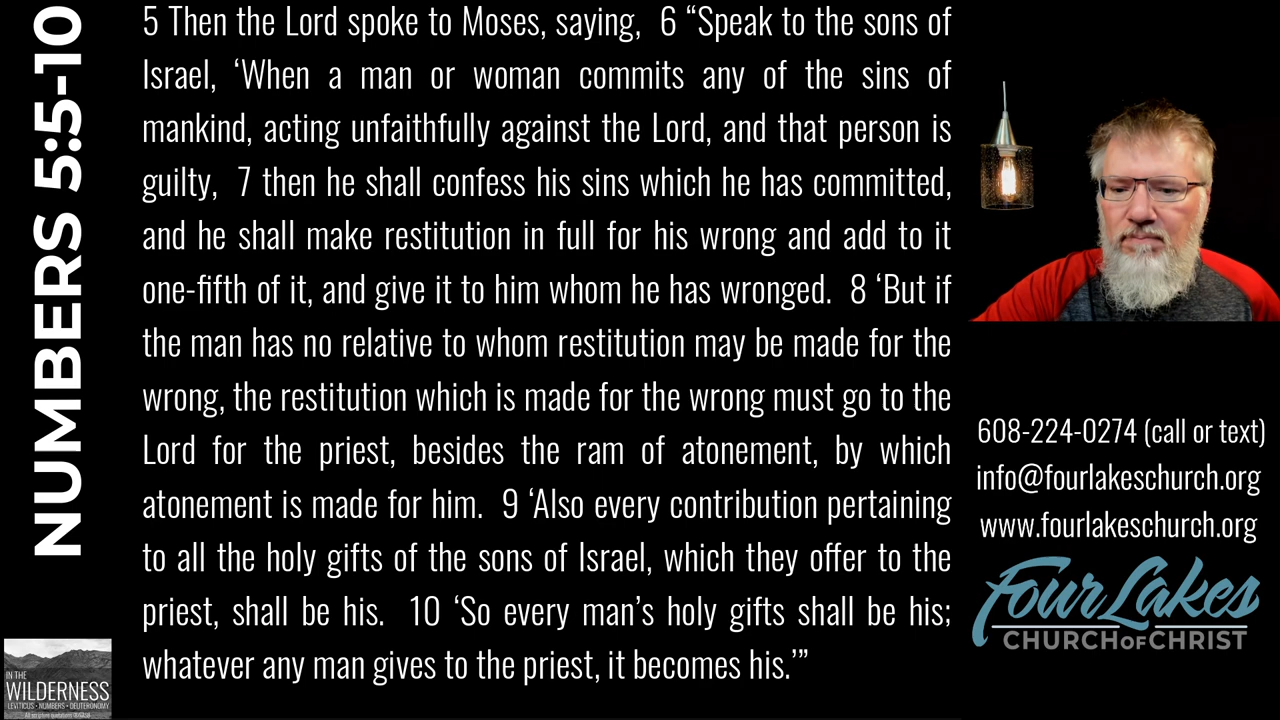 NUMBERS 5:5-10
5 Then the Lord spoke to Moses, saying,  6 “Speak to the sons of
Israel, ‘When a man or woman commits any of the sins of
mankind, acting unfaithfully against the Lord, and that person is
guilty,  7 then he shall confess his sins which he has committed,
and he shall make restitution in full for his wrong and add to it
one-fifth of it, and give it to him whom he has wronged.  8 ‘But if
the man has no relative to whom restitution may be made for the
wrong, the restitution which is made for the wrong must go to the
Lord for the priest, besides the ram of atonement, by which
atonement is made for him.  9 ‘Also every contribution pertaining
to all the holy gifts of the sons of Israel, which they offer to the
priest, shall be his.  10 ‘So every man’s holy gifts shall be his;
whatever any man gives to the priest, it becomes his.’”
608-224-0274 (call or text)
info@fourlakeschurch.org
www.fourlakeschurch.org
Four Lakes
CHURCH OF CHRIST
IN THE
WILDERNESS
LEVITICUS • NUMBERS • DEUTERONOMY